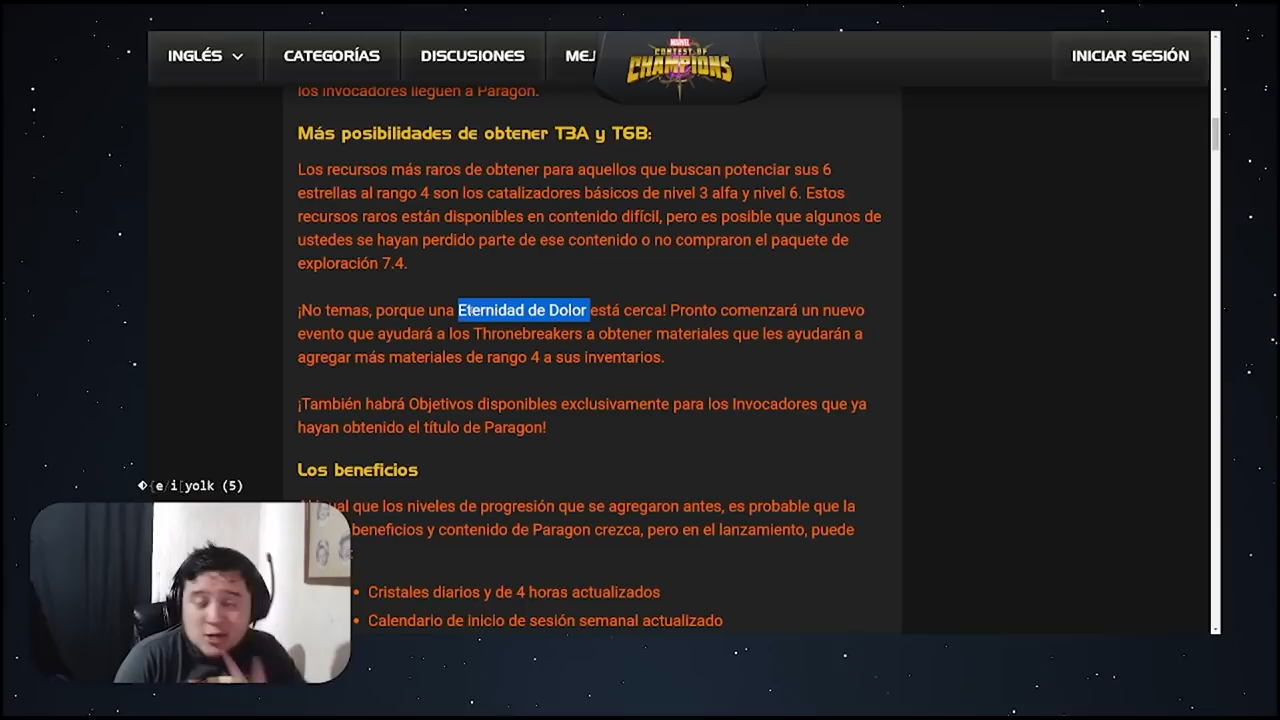 INGLÉS
CATEGORÍAS
DISCUSIONES
MEJ
MARVEL
CONTEST OF
CHAMPIONS
INICIAR SESIÓN
los Invocadores lleguen a Paragon.
Más posibilidades de obtener T3A y T6B:
Los recursos más raros de obtener para aquellos que buscan potenciar sus 6
estrellas al rango 4 son los catalizadores básicos de nivel 3 alfa y nivel 6. Estos
recursos raros están disponibles en contenido difícil, pero es posible que algunos de
ustedes se hayan perdido parte de ese contenido o no compraron el paquete de
exploración 7.4.
¡No temas, porque una Eternidad de Dolor está cerca! Pronto comenzará un nuevo
evento que ayudará a los Thronebreakers a obtener materiales que les ayudarán a
agregar más materiales de rango 4 a sus inventarios.
¡También habrá Objetivos disponibles exclusivamente para los Invocadores que ya
hayan obtenido el título de Paragon!
Los beneficios
que los niveles de progresión que se agregaron antes, es probable que la
beneficios y contenido de Paragon crezca, pero en el lanzamiento, puede
• Cristales diarios y de 4 horas actualizados
• Calendario de inicio de sesión semanal actualizado
e/i[yolk (5)